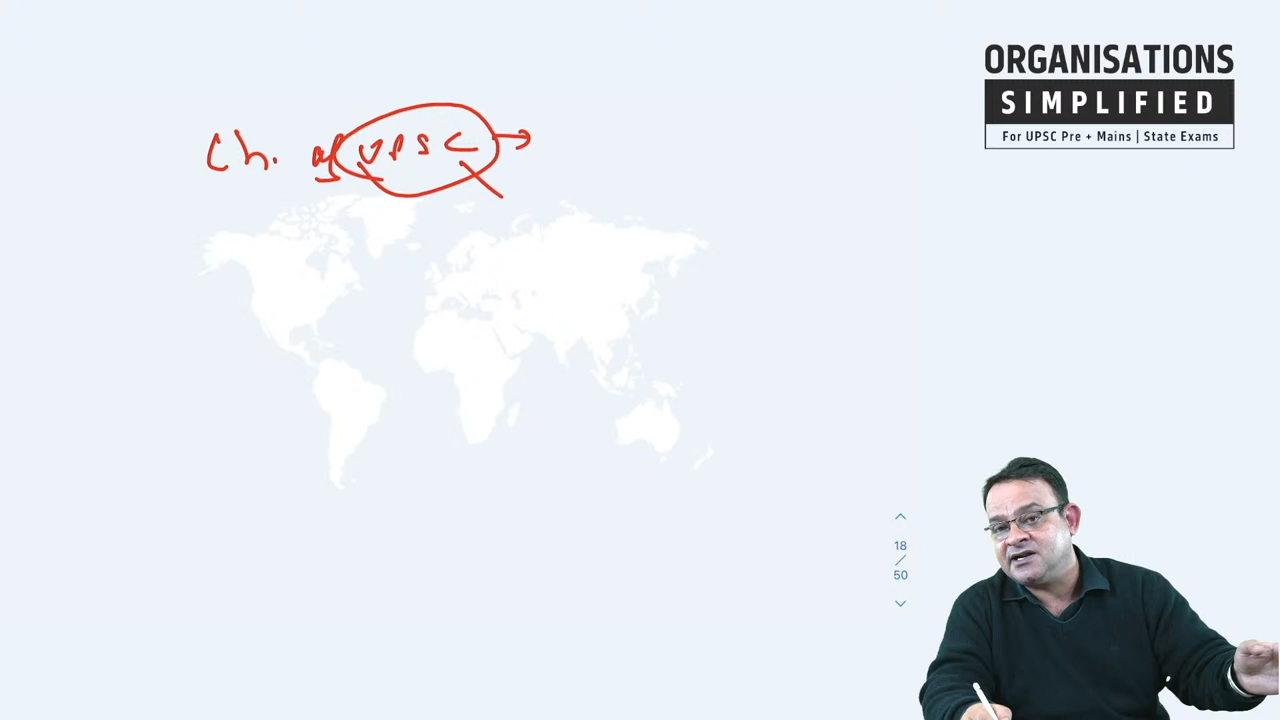 ORGANISATIONS
SIMPLIFIED
For UPSC Pre + Mains | State Exams
Ch. of UPSC →
18
/
50